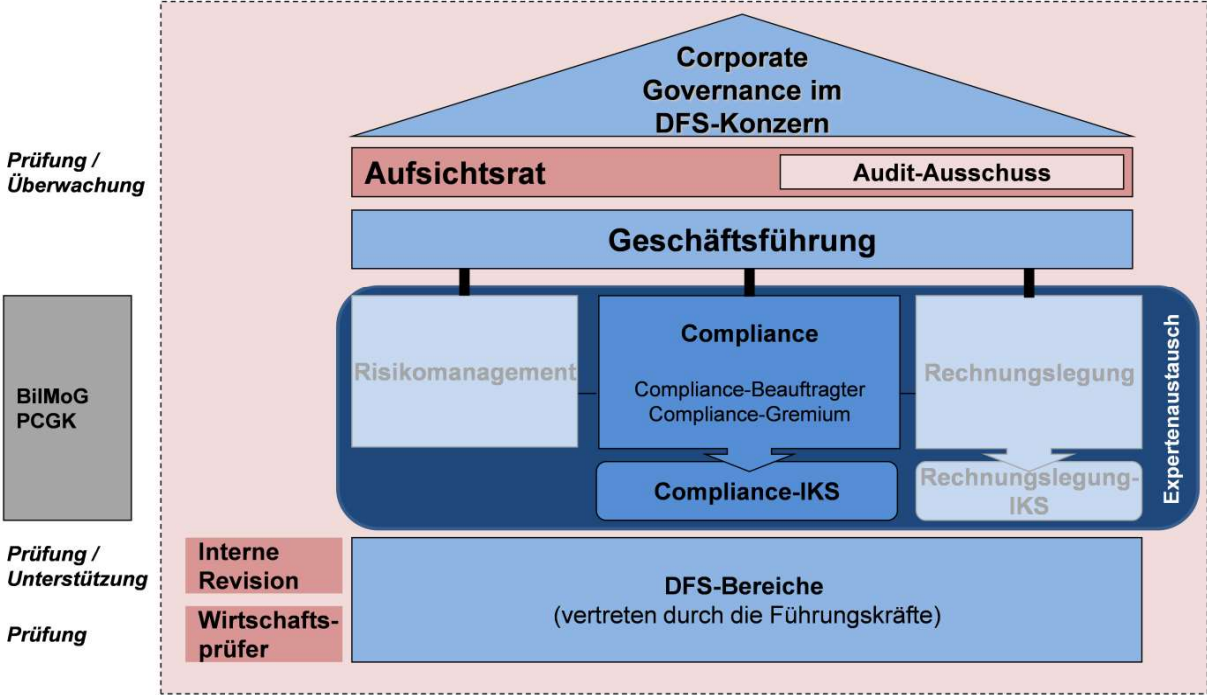 Corporate
Governance im
DFS-Konzern
Prüfung /
Überwachung
Aufsichtsrat
Audit-Ausschuss
Geschäftsführung
BilMoG
PCGK
Risikomanagement
Compliance
Compliance-Beauftragter
Compliance-Gremium
Rechnungslegung
Compliance-IKS
Rechnungslegung-
IKS
Expertenaustausch
Prüfung /
Unterstützung
Interne
Revision
Prüfung
Wirtschafts-
prüfer
DFS-Bereiche
(vertreten durch die Führungskräfte)